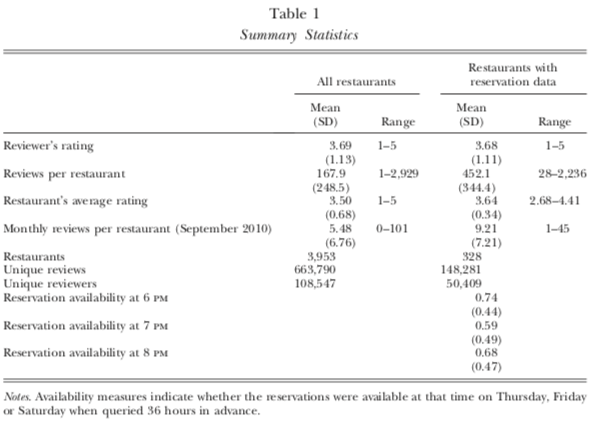 Table 1
Summary Statistics
All restaurants
Restaurants with
reservation data
Mean
(SD) Range Mean
(SD) Range
Reviewer's rating 3.69 1–5 3.68 1–5
(1.13) (1.11)
Reviews per restaurant 167.9 1–2,929 452.1 28–2,236
(248.5) (344.4)
Restaurant's average rating 3.50 1–5 3.64 2.68–4.41
(0.68) (0.34)
Monthly reviews per restaurant (September 2010) 5.48 0–101 9.21 1–45
(6.76) (7.21)
Restaurants 3,953 328
Unique reviews 663,790 148,281
Unique reviewers 108,547 50,409
Reservation availability at 6 PM 0.74
(0.44)
Reservation availability at 7 PM 0.59
(0.49)
Reservation availability at 8 PM 0.68
(0.47)
Notes. Availability measures indicate whether the reservations were available at that time on Thursday, Friday
or Saturday when queried 36 hours in advance.